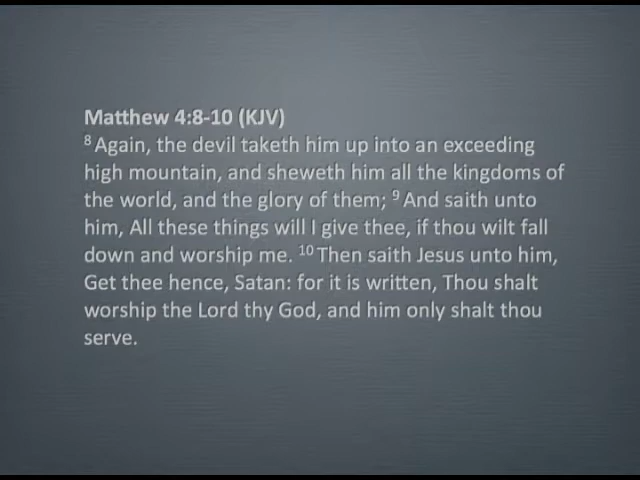 Matthew 4:8-10 (KJV)
⁸ Again, the devil taketh him up into an exceeding
high mountain, and sheweth him all the kingdoms of
the world, and the glory of them; ⁹ And saith unto
him, All these things will I give thee, if thou wilt fall
down and worship me. ¹⁰ Then saith Jesus unto him,
Get thee hence, Satan: for it is written, Thou shalt
worship the Lord thy God, and him only shalt thou
serve.